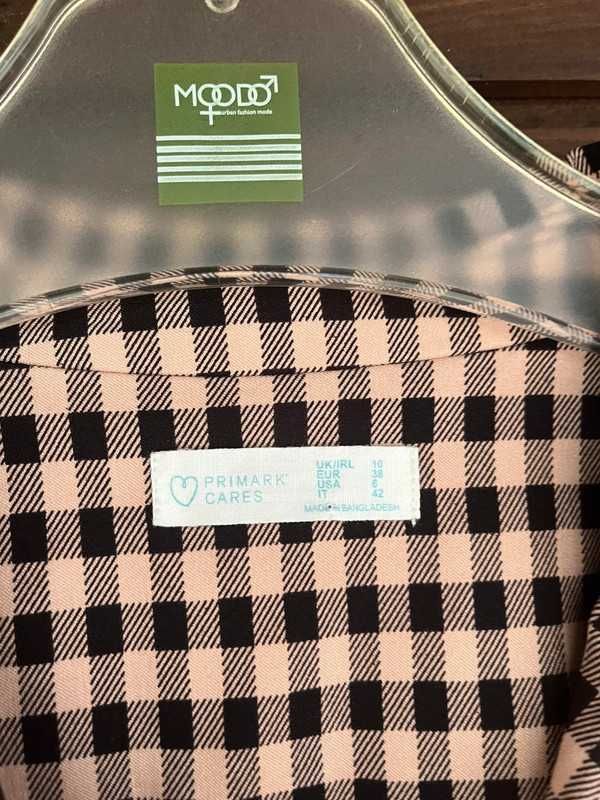 MOODO
urban fashion mode
PRIMARK
CARES
UK/IRL 10
EUR 38
USA 6
IT 42
MADE IN BANGLADESH